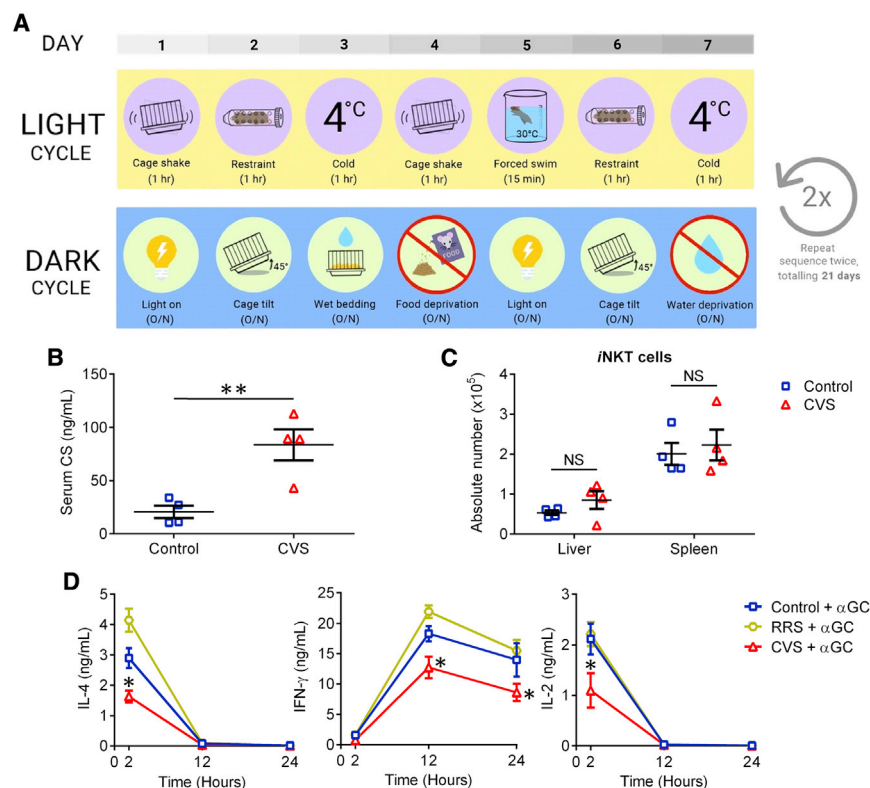 A
DAY 1 2 3 4 5 6 7
LIGHT
CYCLE
4°C
30°C
4°C
Cage shake Restraint Cold Cage shake Forced swim Restraint Cold
(1 hr) (1 hr) (1 hr) (1 hr) (15 min) (1 hr) (1 hr)
2x
Repeat
sequence twice,
totalling 21 days
DARK
CYCLE
45°
FOOD
45°
Light on Cage tilt Wet bedding Food deprivation Light on Cage tilt Water deprivation
(O/N) (O/N) (O/N) (O/N) (O/N) (O/N) (O/N)
B
Serum CS (ng/mL)
150
100
50
0
**
Control CVS
C
iNKT cells
Absolute number (x10⁵)
4
3
2
1
0
NS
NS
Liver Spleen
Control
CVS
D
IL-4 (ng/mL)
5
4
3
2
1
0
*
0 2 12 24
Time (Hours)
IFN-γ (ng/mL)
25
20
15
10
5
0
*
*
0 2 12 24
Time (Hours)
IL-2 (ng/mL)
3
2
1
0
*
0 2 12 24
Time (Hours)
Control + αGC
RRS + αGC
CVS + αGC